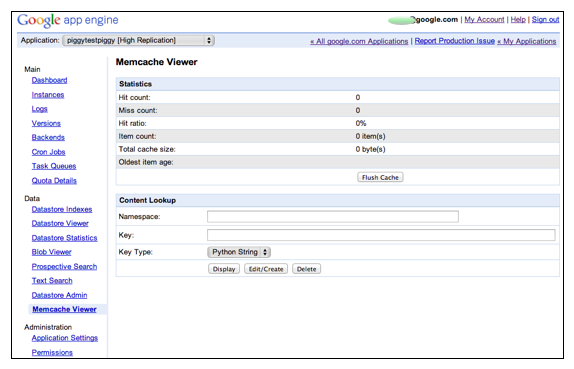 Google app engine
@google.com | My Account | Help | Sign out
Application: piggytestpiggy [High Replication]
« All google.com Applications | Report Production Issue « My Applications
Main
Dashboard
Instances
Logs
Versions
Backends
Cron Jobs
Task Queues
Quota Details
Data
Datastore Indexes
Datastore Viewer
Datastore Statistics
Blob Viewer
Prospective Search
Text Search
Datastore Admin
Memcache Viewer
Administration
Application Settings
Permissions
Memcache Viewer
Statistics
Hit count: 0
Miss count: 0
Hit ratio: 0%
Item count: 0 item(s)
Total cache size: 0 byte(s)
Oldest item age:
Flush Cache
Content Lookup
Namespace:
Key:
Key Type: Python String
Display Edit/Create Delete